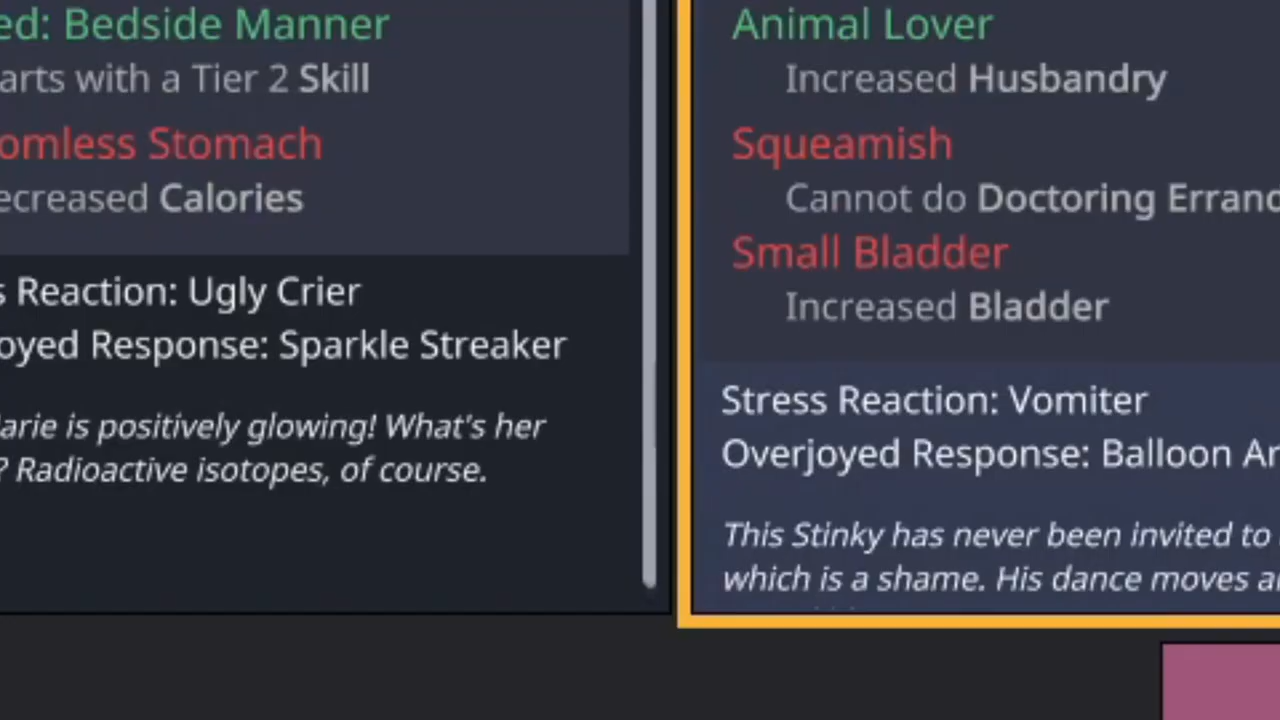 ed: Bedside Manner
arts with a Tier 2 Skill
omless Stomach
ecreased Calories
s Reaction: Ugly Crier
oyed Response: Sparkle Streaker
arie is positively glowing! What's her
? Radioactive isotopes, of course.
Animal Lover
Increased Husbandry
Squeamish
Cannot do Doctoring Errand
Small Bladder
Increased Bladder
Stress Reaction: Vomiter
Overjoyed Response: Balloon Ar
This Stinky has never been invited to
which is a shame. His dance moves a